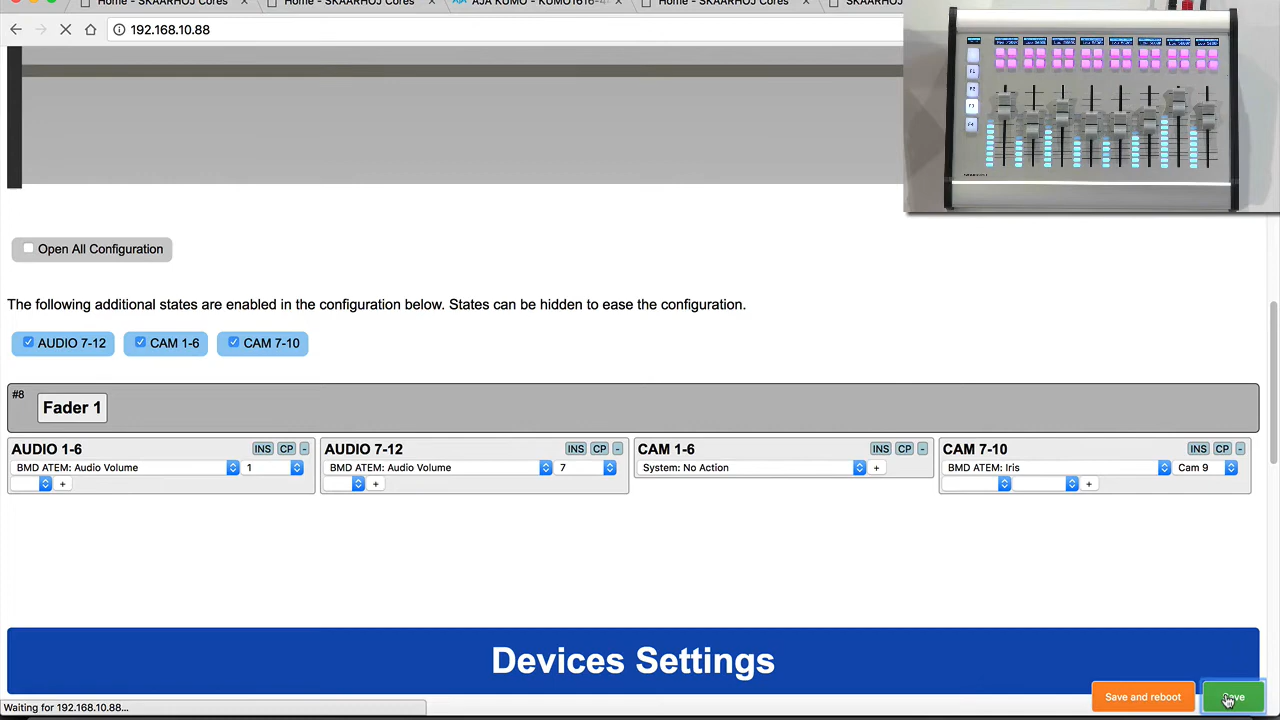 Home - SKAARHOJ Cores × Home - SKAARHOJ Cores × AJA KUMO - KUMO1616- × Home - SKAARHOJ Cores × SKAARHOJ
192.168.10.88
F1
F2
F3
F4
Open All Configuration
The following additional states are enabled in the configuration below. States can be hidden to ease the configuration.
AUDIO 7-12 CAM 1-6 CAM 7-10
#8 Fader 1
AUDIO 1-6 INS CP - AUDIO 7-12 INS CP - CAM 1-6 INS CP - CAM 7-10 INS CP -
BMD ATEM: Audio Volume 1 BMD ATEM: Audio Volume 7 System: No Action + BMD ATEM: Iris Cam 9
+ + +
Devices Settings
Save and reboot
Waiting for 192.168.10.88...